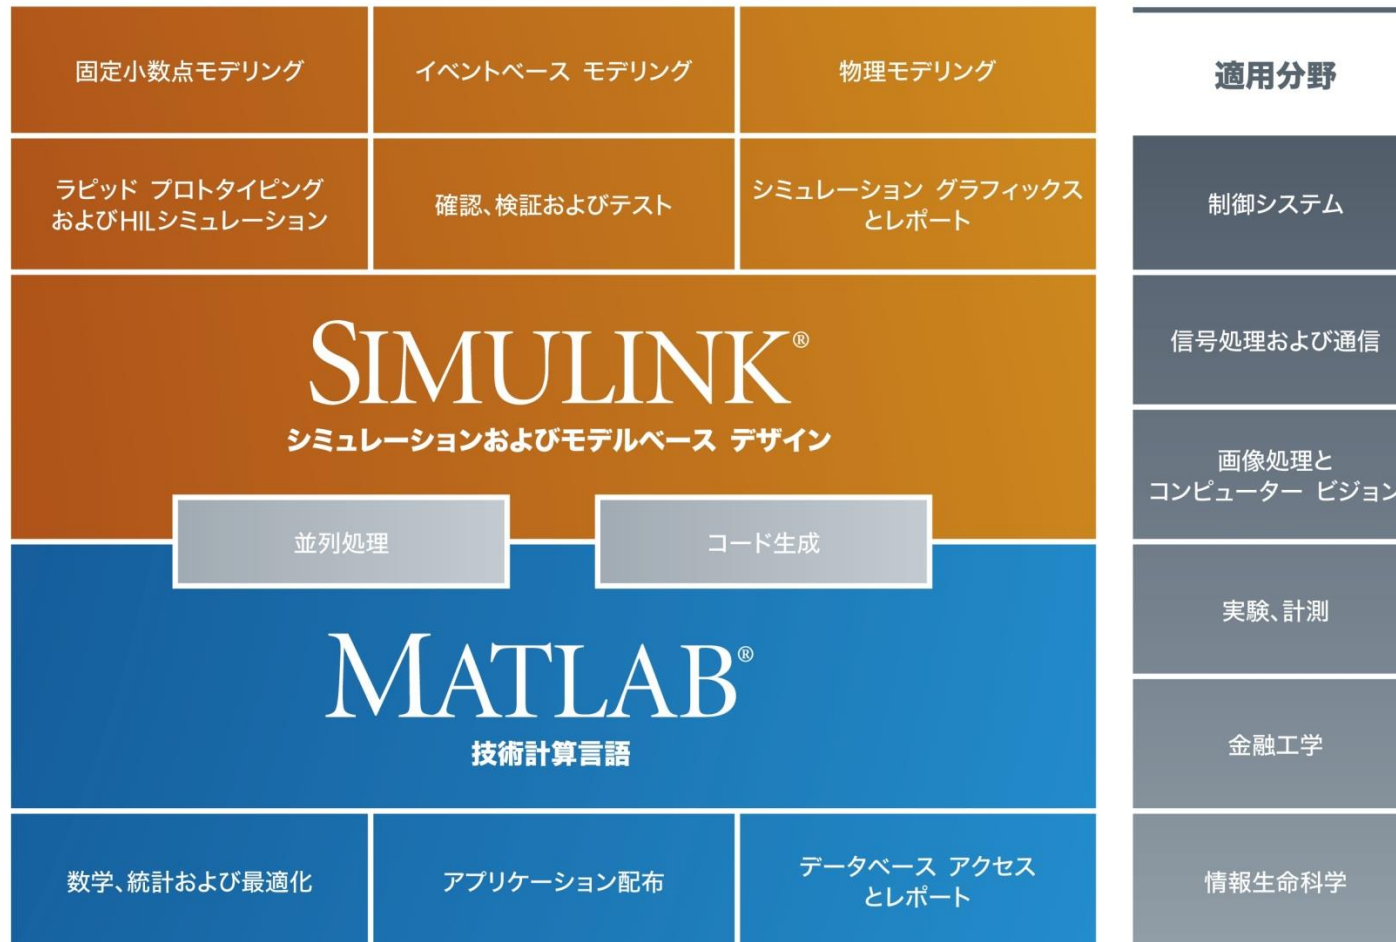 固定小数点モデリング
イベントベース モデリング
物理モデリング
ラピッド プロトタイピング
およびHILシミュレーション
確認、検証およびテスト
シミュレーション グラフィックス
とレポート
SIMULINK®
シミュレーションおよびモデルベース デザイン
並列処理
コード生成
MATLAB®
技術計算言語
数学、統計および最適化
アプリケーション配布
データベース アクセス
とレポート
適用分野
制御システム
信号処理および通信
画像処理と
コンピューター ビジョン
実験、計測
金融工学
情報生命科学